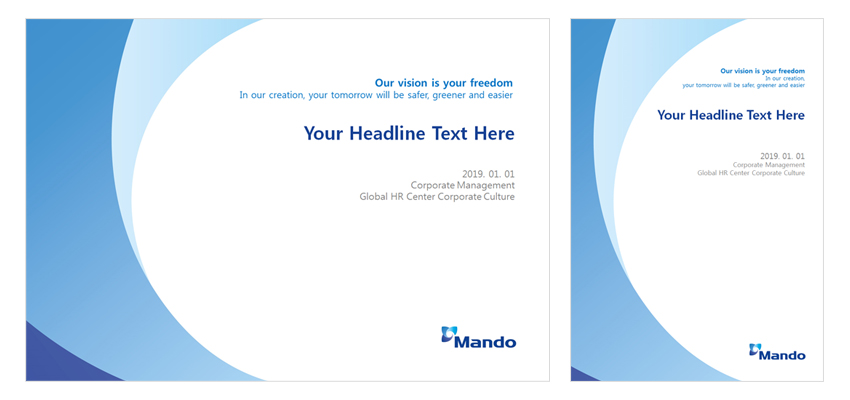 Our vision is your freedom
In our creation, your tomorrow will be safer, greener and easier
Your Headline Text Here
2019. 01. 01
Corporate Management
Global HR Center Corporate Culture
Mando
Our vision is your freedom
In our creation,
your tomorrow will be safer, greener and easier
Your Headline Text Here
2019. 01. 01
Corporate Management
Global HR Center Corporate Culture
Mando